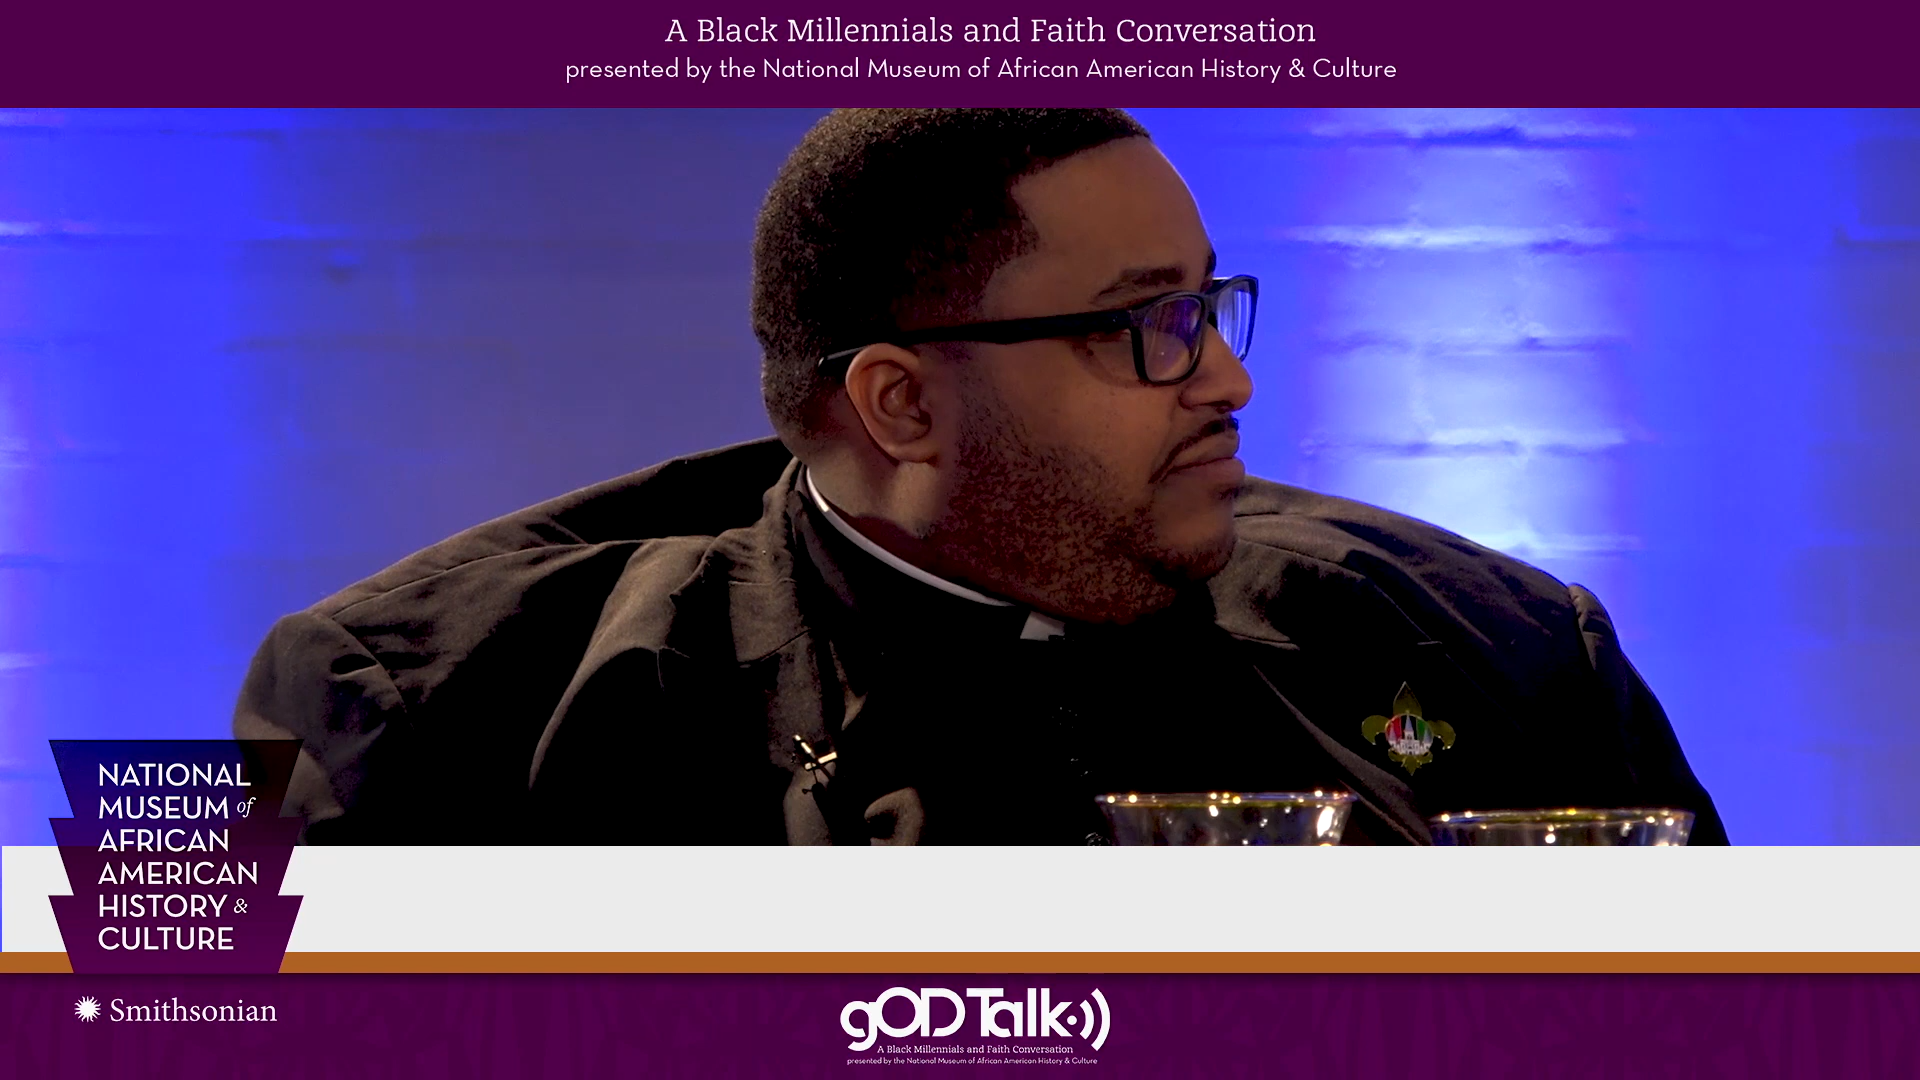 A Black Millennials and Faith Conversation
presented by the National Museum of African American History & Culture
NATIONAL
MUSEUM of
AFRICAN
AMERICAN
HISTORY &
CULTURE
Smithsonian
gODTalk
A Black Millennials and Faith Conversation
presented by the National Museum of African American History & Culture